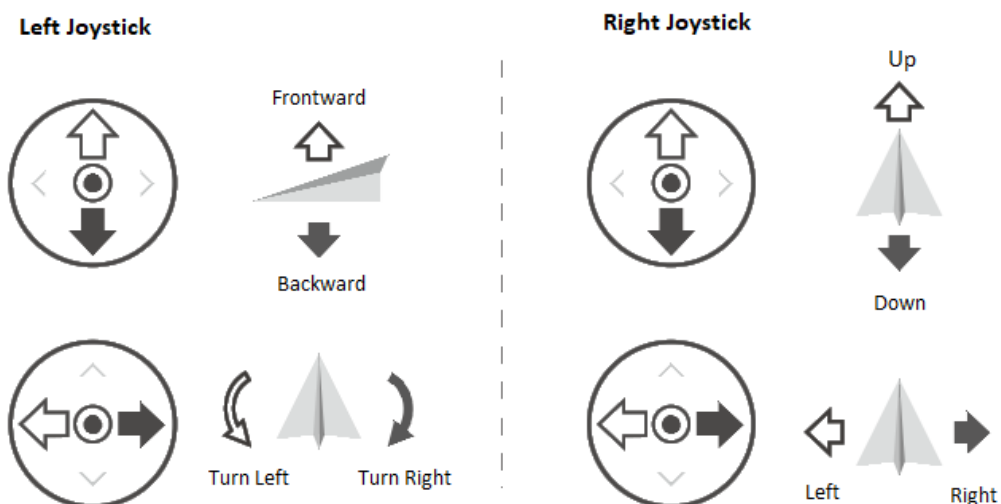 Left Joystick
Frontward
Backward
Turn Left
Turn Right
Right Joystick
Up
Down
Left
Right